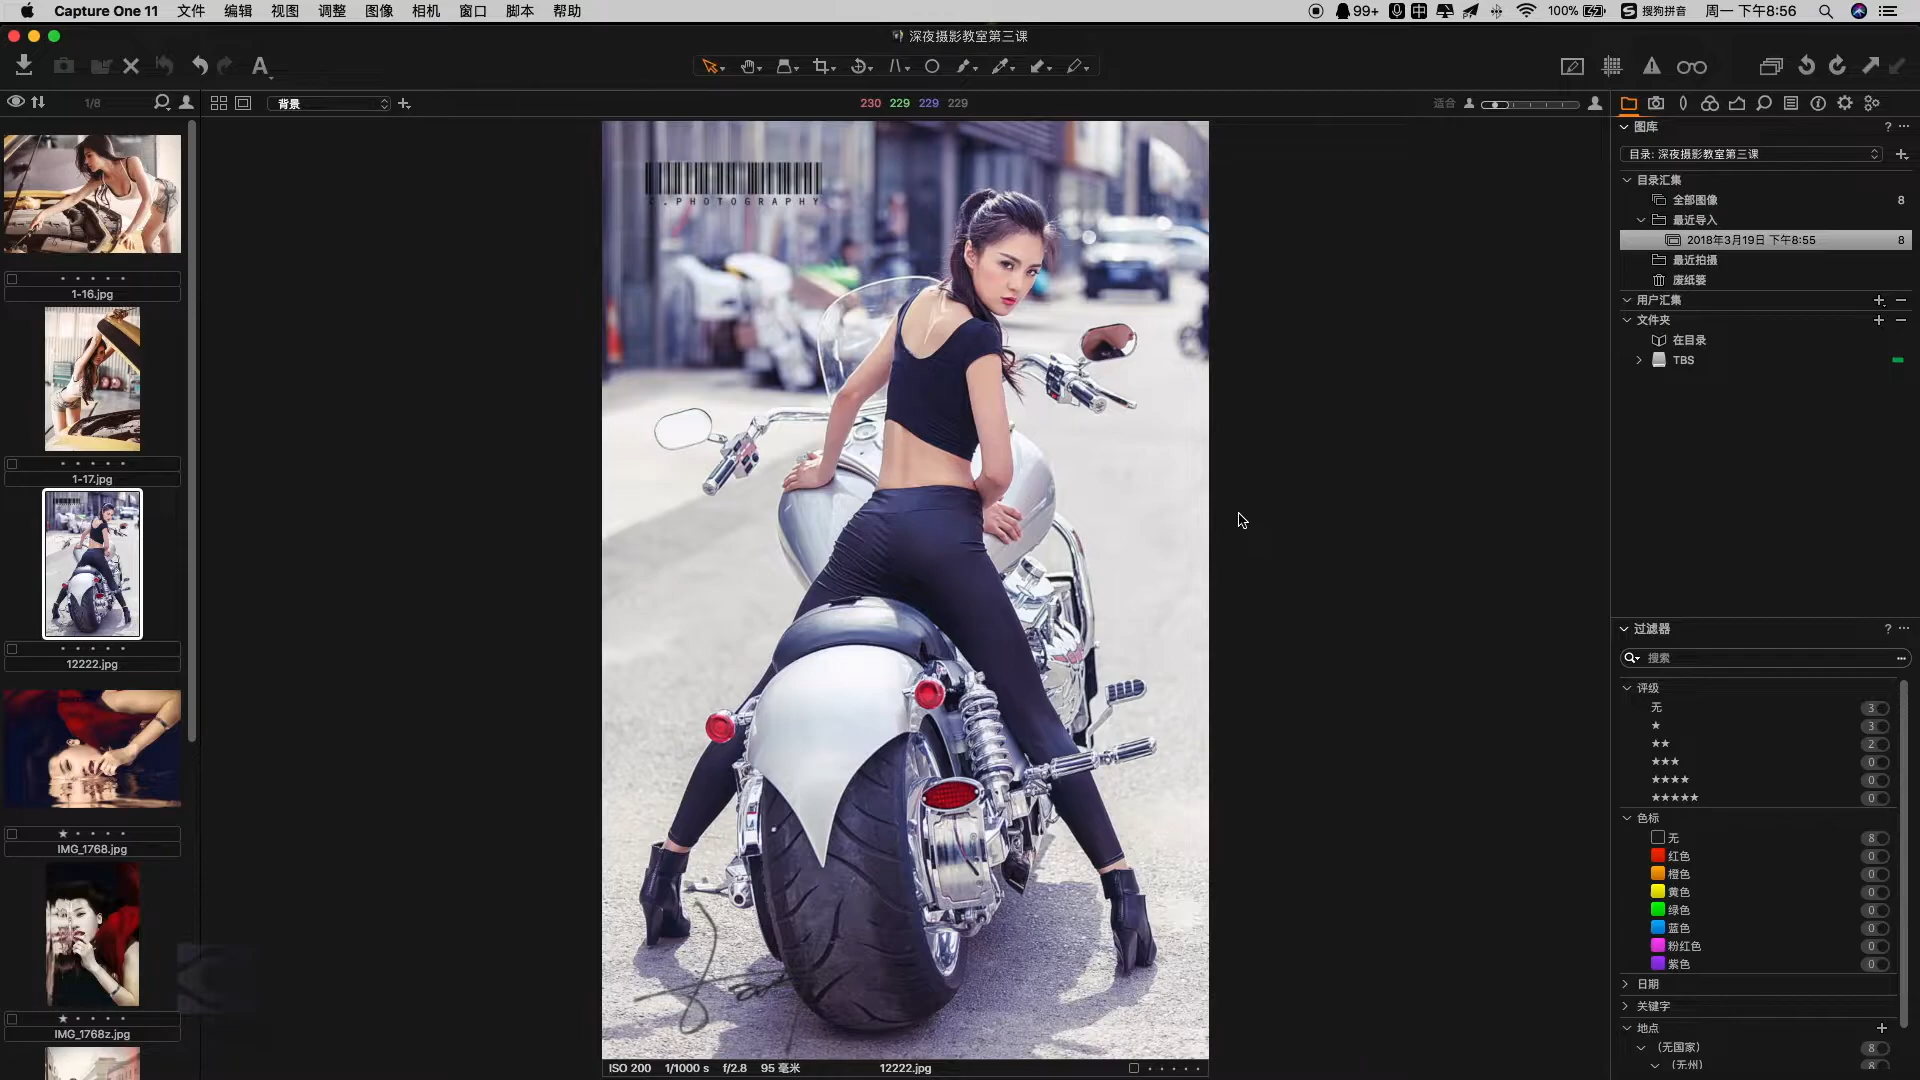 Capture One 11 文件 编辑 视图 调整 图像 相机 窗口 脚本 帮助 99+ 100% 搜狗拼音 周一 下午8:56
深夜摄影教室第三课
A
1/8 背景 230 229 229 229 适合
图库 ?
目录: 深夜摄影教室第三课
目录汇集
全部图像 8
最近导入
2018年3月19日 下午8:55 8
最近拍摄
废纸篓
用户汇集
文件夹
在目录
TBS
过滤器 ?
搜索
评级
无 3
★ 3
★★ 2
★★★ 0
★★★★ 0
★★★★★ 0
色标
无 8
红色 0
橙色 0
黄色 0
绿色 0
蓝色 0
粉红色 0
紫色 0
日期
关键字
地点
(无国家) 8
(无州) 8
1-16.jpg
1-17.jpg
12222.jpg
IMG_1768.jpg
IMG_1768z.jpg
C.PHOTOGRAPHY
ISO 200 1/1000 s f/2.8 95 毫米 12222.jpg